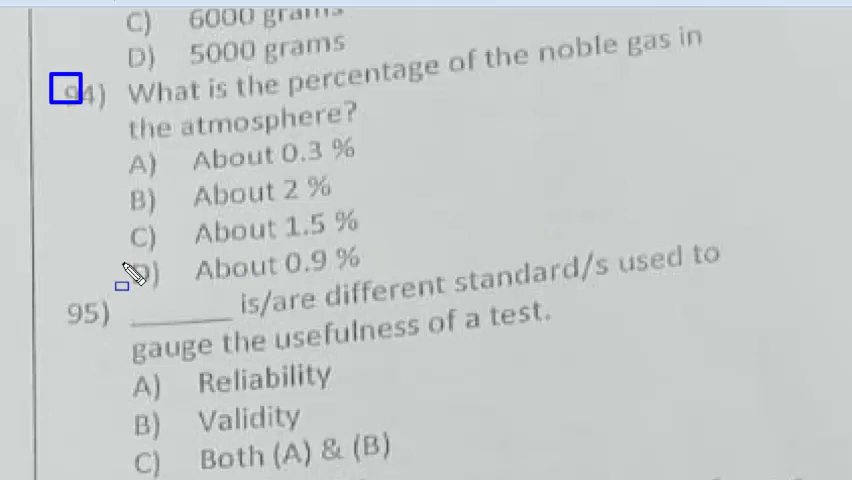 C) 6000 grams
D) 5000 grams
94) What is the percentage of the noble gas in
the atmosphere?
A) About 0.3 %
B) About 2 %
C) About 1.5 %
D) About 0.9 %
95) ________ is/are different standard/s used to
gauge the usefulness of a test.
A) Reliability
B) Validity
C) Both (A) & (B)